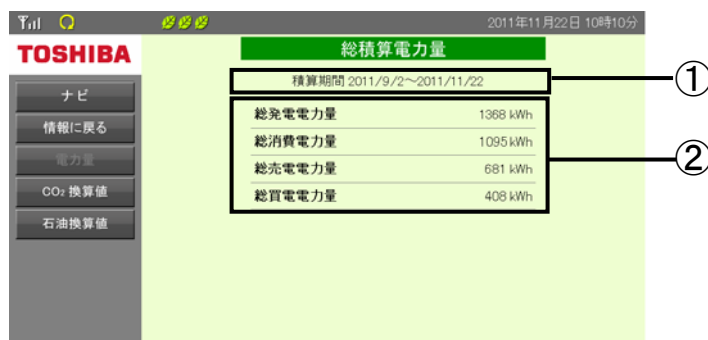 2011年11月22日 10時10分
TOSHIBA
総積算電力量
積算期間 2011/9/2～2011/11/22
①
ナビ
情報に戻る
電力量
CO₂ 換算値
石油換算値
総発電電力量 1368 kWh
総消費電力量 1095 kWh
総売電電力量 681 kWh
総買電電力量 408 kWh
②